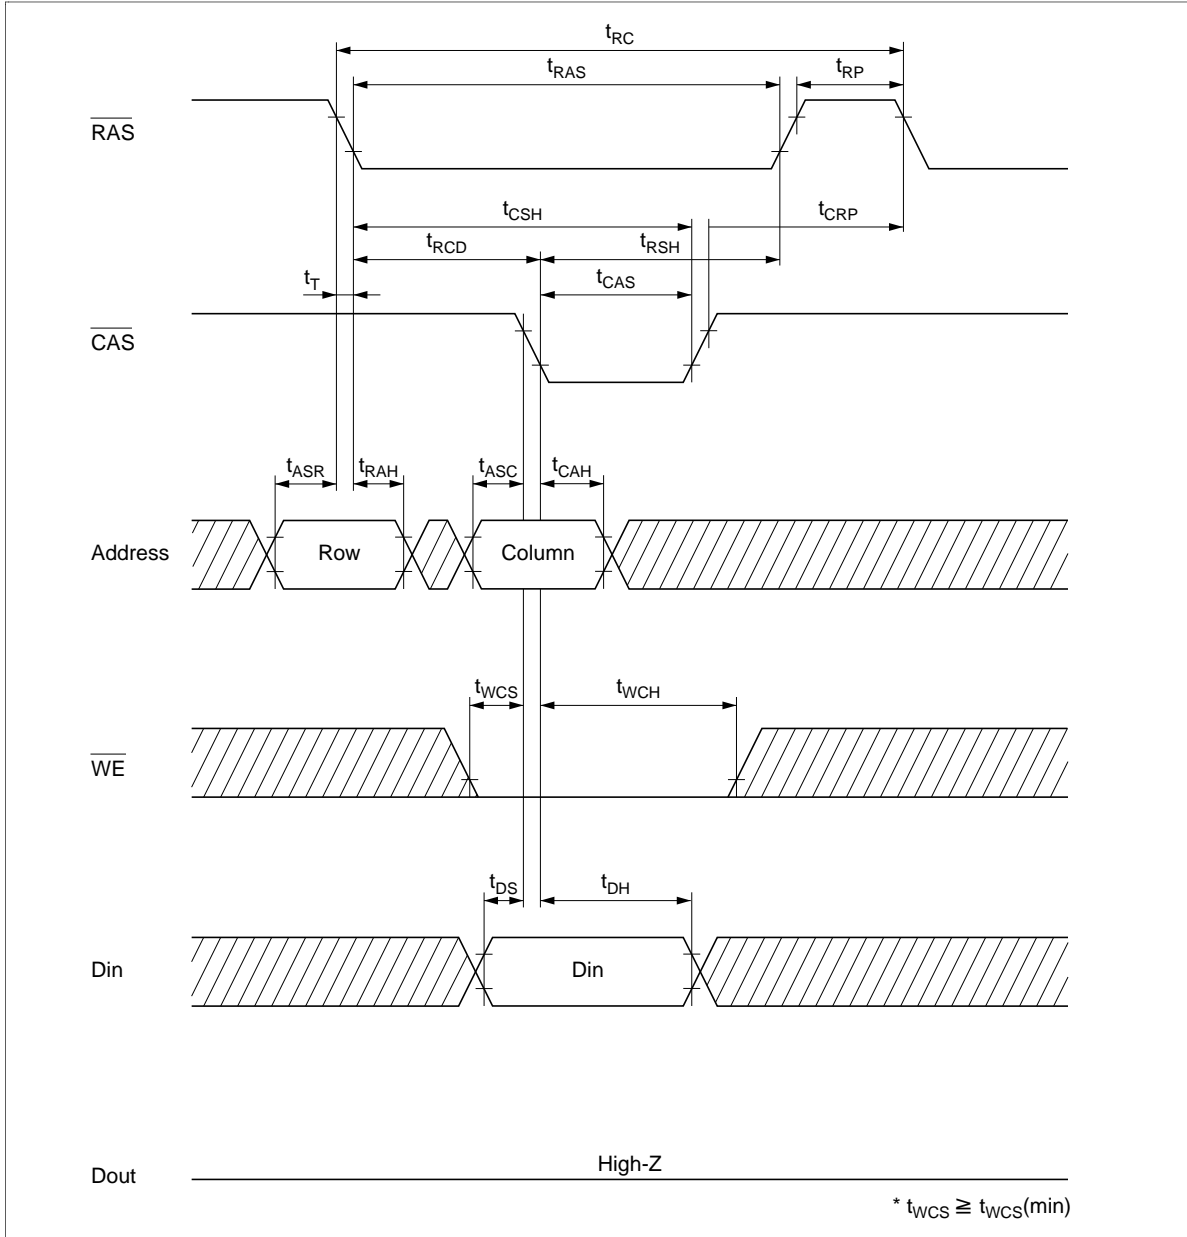 tRC
tRAS
tRP
RAS
tCSH
tCRP
tRCD
tRSH
tT
tCAS
CAS
tASR
tRAH
tASC
tCAH
Address
Row
Column
tWCS
tWCH
WE
tDS
tDH
Din
Din
High-Z
Dout
* tWCS ≧ tWCS(min)